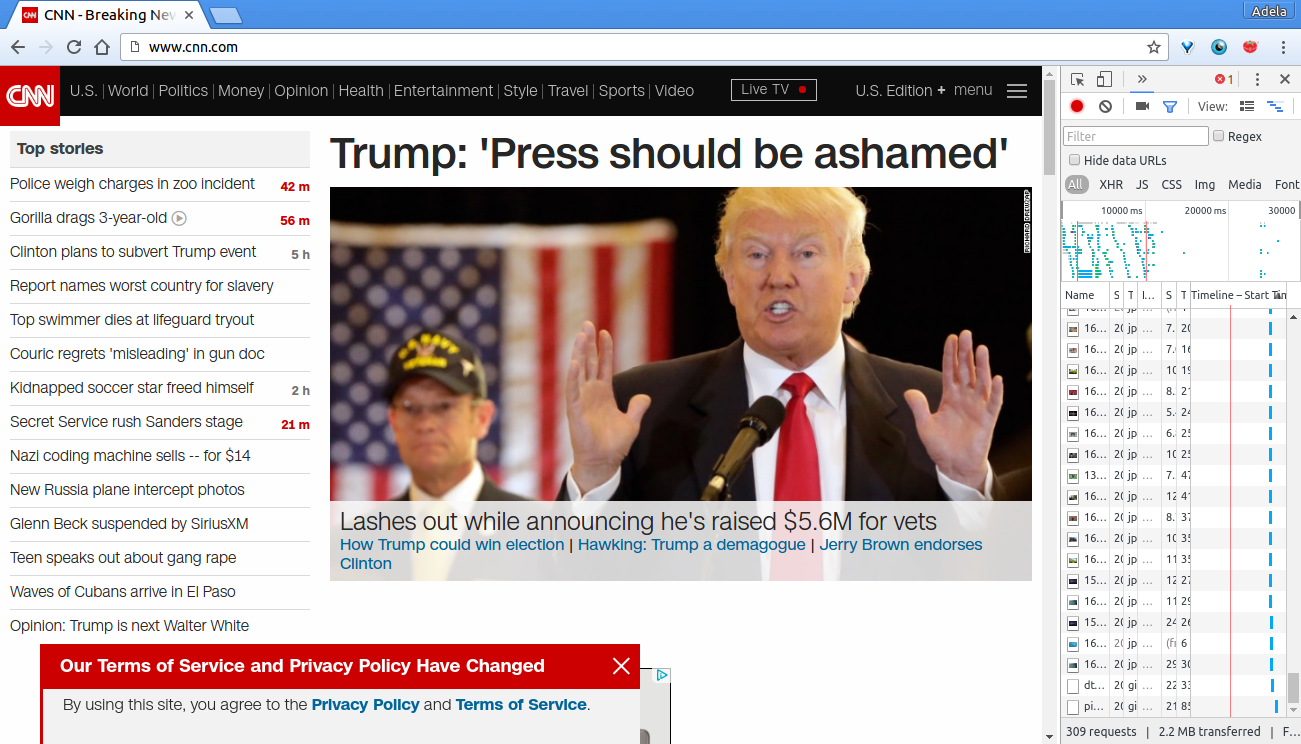 CNN - Breaking New
Adela
www.cnn.com
CNN
U.S. | World | Politics | Money | Opinion | Health | Entertainment | Style | Travel | Sports | Video
Live TV
U.S. Edition + menu
Top stories
Police weigh charges in zoo incident 42 m
Gorilla drags 3-year-old 56 m
Clinton plans to subvert Trump event 5 h
Report names worst country for slavery
Top swimmer dies at lifeguard tryout
Couric regrets 'misleading' in gun doc
Kidnapped soccer star freed himself 2 h
Secret Service rush Sanders stage 21 m
Nazi coding machine sells -- for $14
New Russia plane intercept photos
Glenn Beck suspended by SiriusXM
Teen speaks out about gang rape
Waves of Cubans arrive in El Paso
Opinion: Trump is next Walter White
Trump: 'Press should be ashamed'
U.S. NAVY
VETERAN
Lashes out while announcing he's raised $5.6M for vets
How Trump could win election | Hawking: Trump a demagogue | Jerry Brown endorses
Clinton
Our Terms of Service and Privacy Policy Have Changed
By using this site, you agree to the Privacy Policy and Terms of Service.
1
View:
Filter
Regex
Hide data URLs
All XHR JS CSS Img Media Font
10000 ms 20000 ms 30000
Name S T I... S T Timeline – Start Tim
309 requests | 2.2 MB transferred | F...